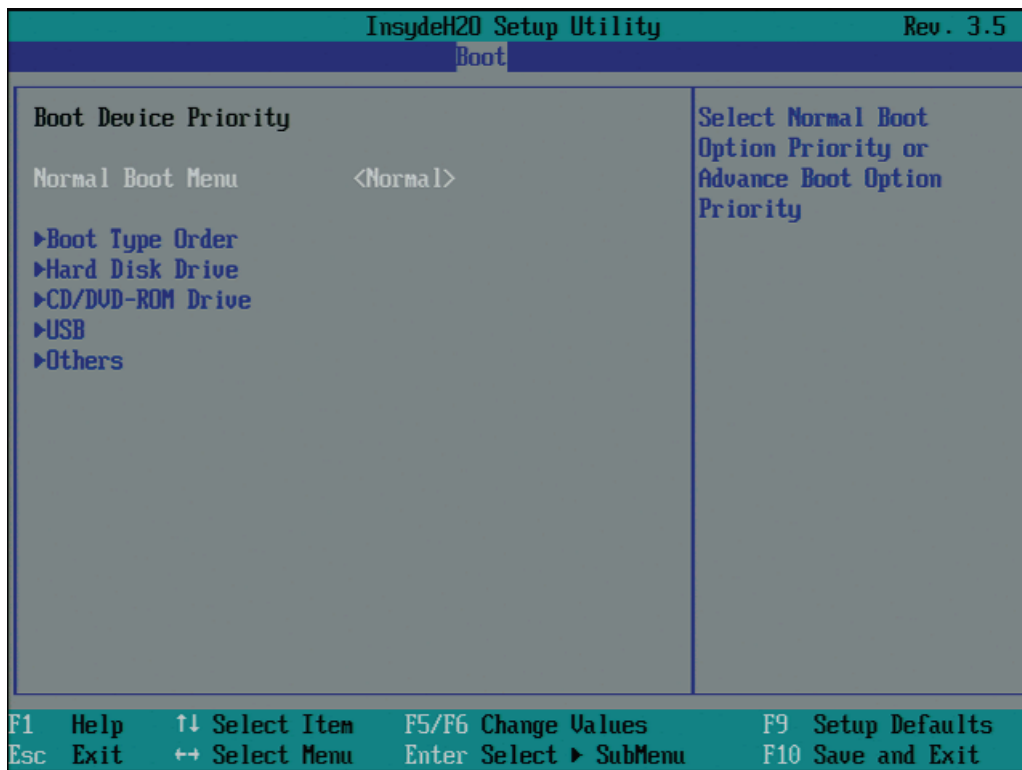 InsydeH2O Setup Utility Rev. 3.5
Boot
Boot Device Priority
Normal Boot Menu <Normal>
▶Boot Type Order
▶Hard Disk Drive
▶CD/DVD-ROM Drive
▶USB
▶Others
Select Normal Boot
Option Priority or
Advance Boot Option
Priority
F1 Help ↑↓ Select Item F5/F6 Change Values F9 Setup Defaults
Esc Exit ↔ Select Menu Enter Select ▶ SubMenu F10 Save and Exit